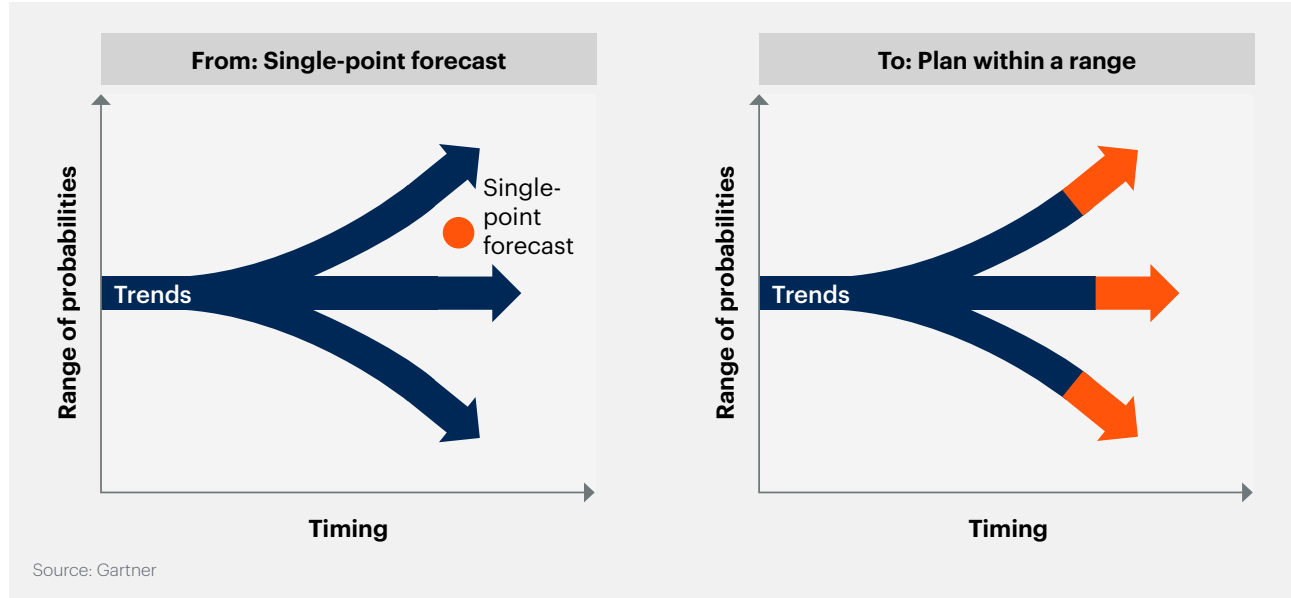 From: Single-point forecast
Range of probabilities
Trends
Single-
point
forecast
Timing
To: Plan within a range
Range of probabilities
Trends
Timing
Source: Gartner